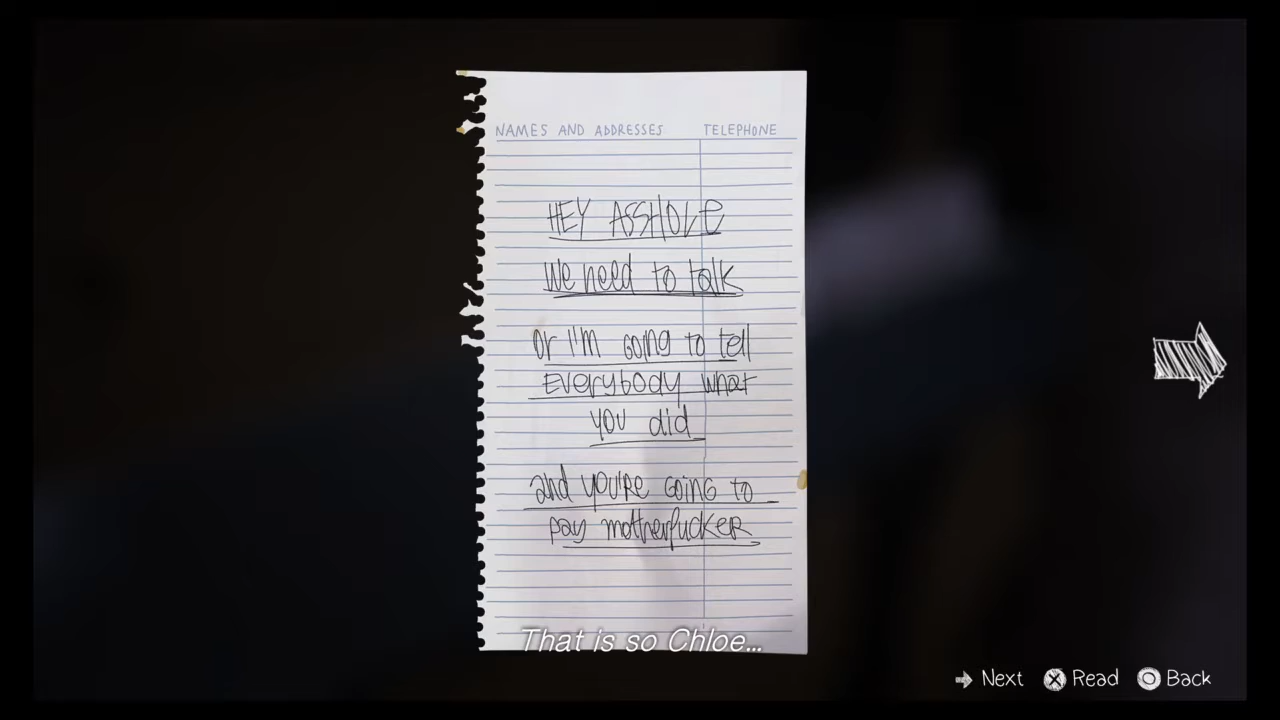 NAMES AND ADDRESSES TELEPHONE
HEY ASSHOLE
We need to talk
Or I'm going to tell
Everybody what
you did
and you're going to
pay motherfucker
That is so Chloe...
Next Read Back